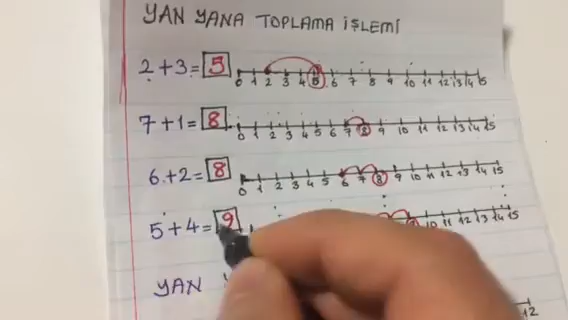 YAN YANA TOPLAMA İŞLEMİ
2+3=5 0 1 2 3 4 5 6 7 8 9 10 11 12 13 14 15
7+1=8 0 1 2 3 4 5 6 7 8 9 10 11 12 13 14 15
6+2=8 0 1 2 3 4 5 6 7 8 9 10 11 12 13 14 15
5+4=9 10 11 12 13 14 15
YAN
12